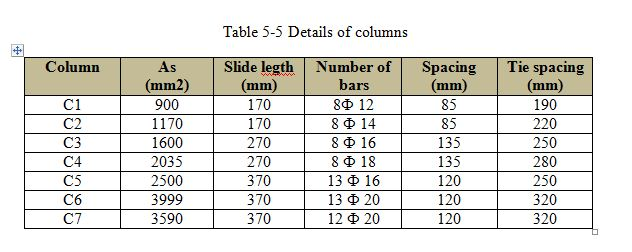 Table 5-5 Details of columns
Column As (mm2) Slide legth (mm) Number of bars Spacing (mm) Tie spacing (mm)
C1 900 170 8Φ 12 85 190
C2 1170 170 8 Φ 14 85 220
C3 1600 270 8 Φ 16 135 250
C4 2035 270 8 Φ 18 135 280
C5 2500 370 13 Φ 16 120 250
C6 3999 370 13 Φ 20 120 320
C7 3590 370 12 Φ 20 120 320